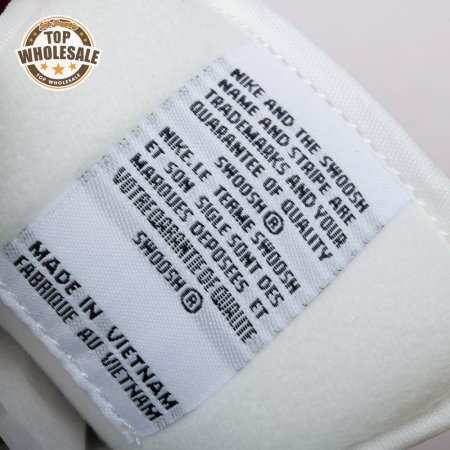 TOP
WHOLESALE
TOP WHOLESALE
NIKE AND THE SWOOSH
NAME AND STRIPE ARE
TRADEMARKS AND YOUR
GUARANTEE OF QUALITY
SWOOSH®
NIKE, LE TERME SWOOSH
ET SON SIGLE SONT DES
MARQUES DEPOSEES ET
VOTRE GUARANTIE DE QUALITE
SWOOSH®
MADE IN VIETNAM
FABRIQUE AU VIETNAM